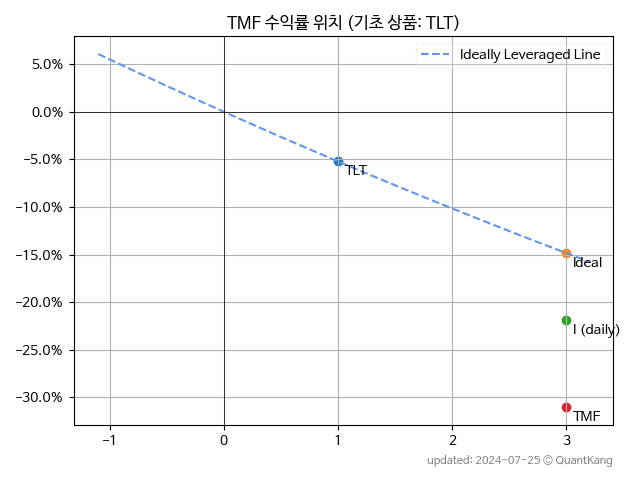 TMF 수익률 위치 (기초 상품: TLT)
Ideally Leveraged Line
5.0%
0.0%
−5.0%
−10.0%
−15.0%
−20.0%
−25.0%
−30.0%
TLT
Ideal
I (daily)
TMF
−1 0 1 2 3
updated: 2024-07-25 © QuantKang